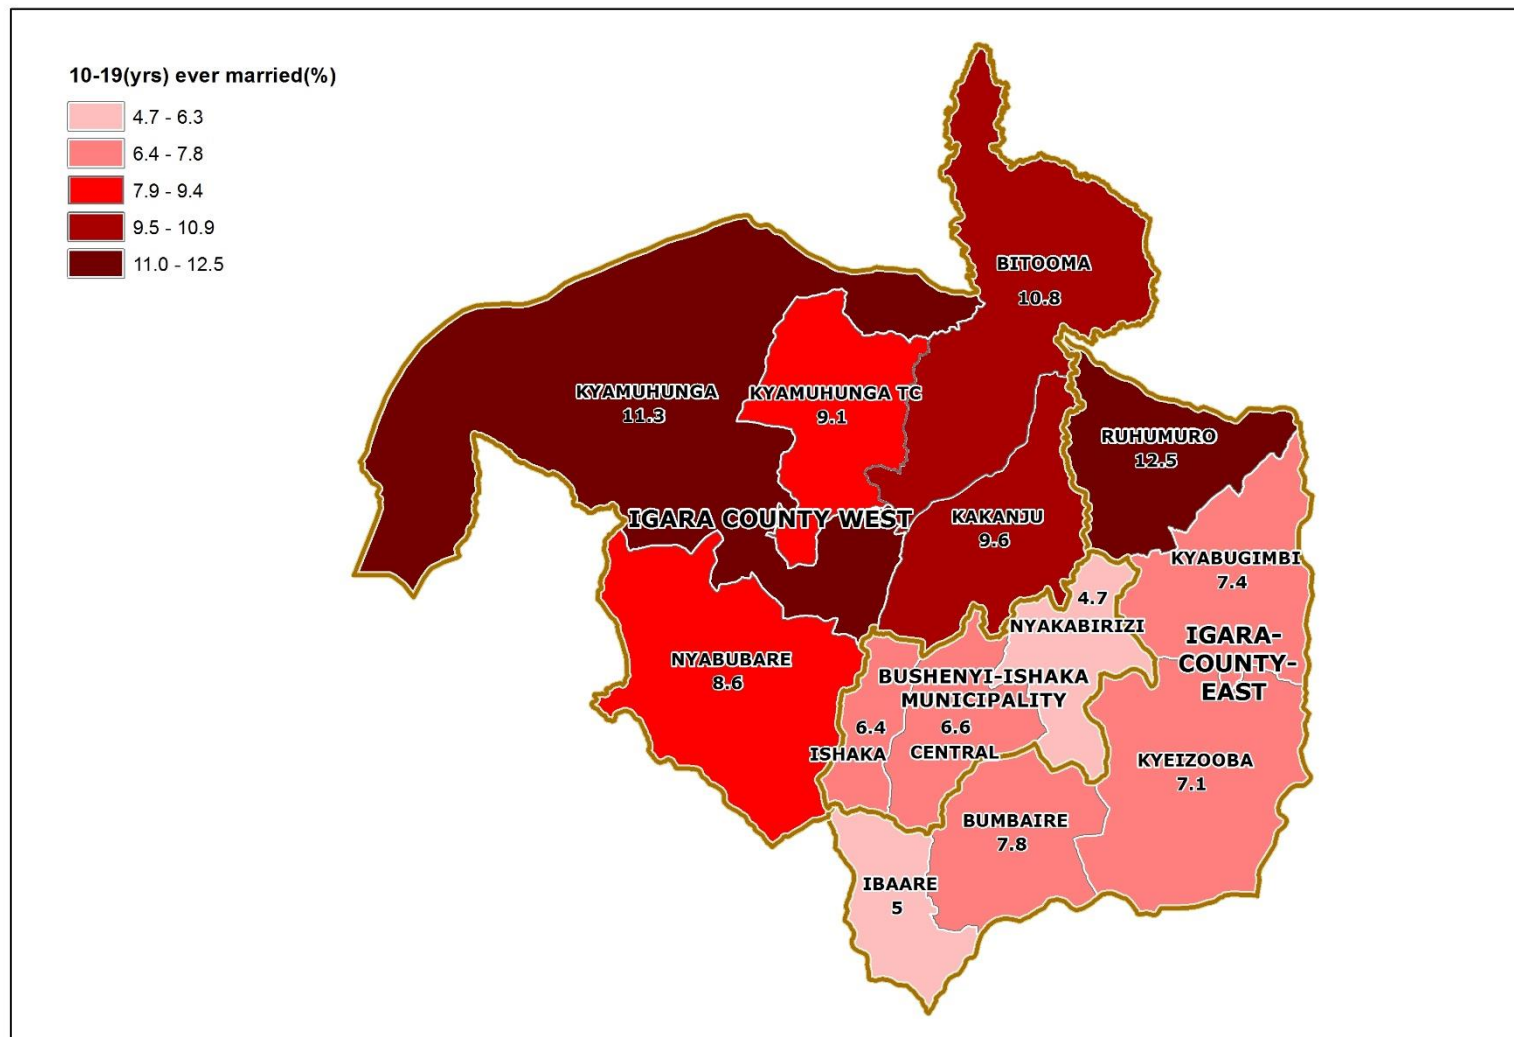 10-19(yrs) ever married(%)
4.7 - 6.3
6.4 - 7.8
7.9 - 9.4
9.5 - 10.9
11.0 - 12.5
BITOOMA
10.8
KYAMUHUNGA
11.3
KYAMUHUNGA TC
9.1
RUHUMURO
12.5
IGARA COUNTY WEST
KAKANJU
9.6
KYABUGIMBI
7.4
4.7
NYAKABIRIZI
IGARA-
COUNTY-
EAST
NYABUBARE
8.6
BUSHENYI-ISHAKA
MUNICIPALITY
6.4
ISHAKA
6.6
CENTRAL
KYEIZOOBA
7.1
BUMBAIRE
7.8
IBAARE
5